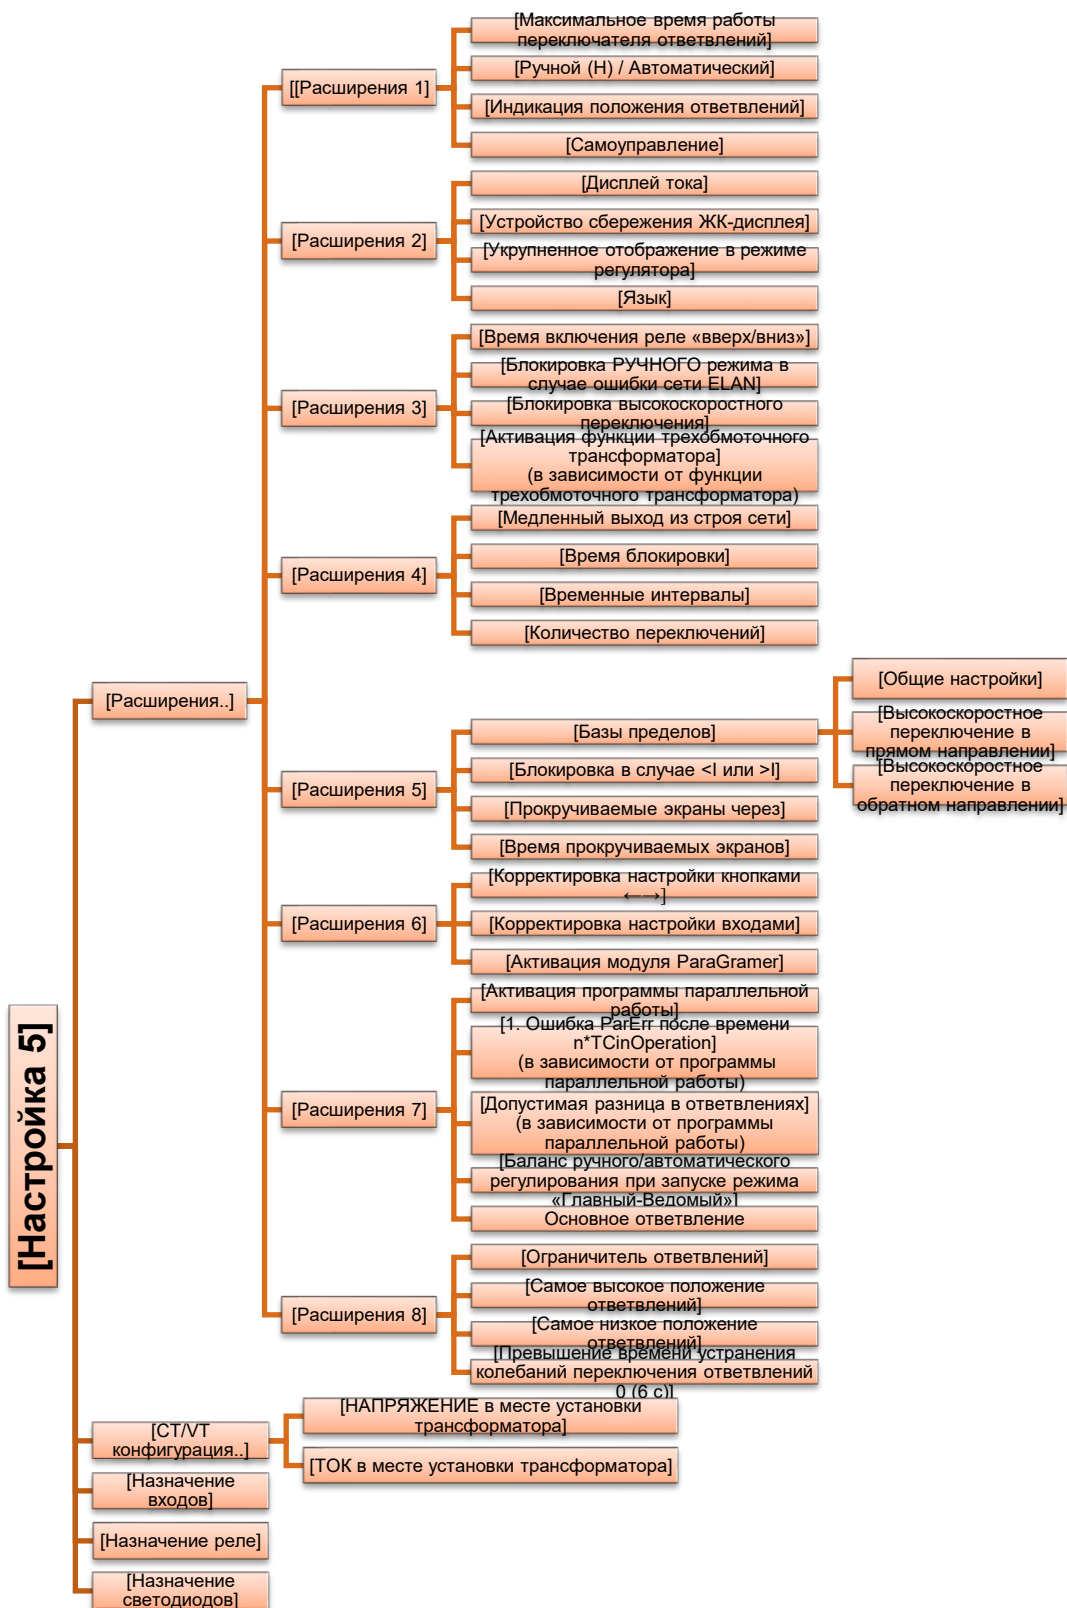 [Максимальное время работы
переключателя ответвлений]
[[Расширения 1]
[Ручной (H) / Автоматический]
[Индикация положения ответвлений]
[Самоуправление]
[Дисплей тока]
[Расширения 2]
[Устройство сбережения ЖК-дисплея]
[Укрупненное отображение в режиме
регулятора]
[Язык]
[Время включения реле «вверх/вниз»]
[Расширения 3]
[Блокировка РУЧНОГО режима в
случае ошибки сети ELAN]
[Блокировка высокоскоростного
переключения]
[Активация функции трехобмоточного
трансформатора]
(в зависимости от функции
трехобмоточного трансформатора)
[Медленный выход из строя сети]
[Расширения 4]
[Время блокировки]
[Временные интервалы]
[Количество переключений]
[Расширения..]
[Базы пределов]
[Общие настройки]
[Высокоскоростное
переключение в
прямом направлении]
[Высокоскоростное
переключение в
обратном направлении]
[Расширения 5]
[Блокировка в случае <I или >I]
[Прокручиваемые экраны через]
[Время прокручиваемых экранов]
[Корректировка настройки кнопками
←→]
[Расширения 6]
[Корректировка настройки входами]
[Активация модуля ParaGramer]
[Активация программы параллельной
работы]
[1. Ошибка ParErr после времени
n*TCinOperation]
(в зависимости от программы
параллельной работы)
[Расширения 7]
[Допустимая разница в ответвлениях]
(в зависимости от программы
параллельной работы)
[Баланс ручного/автоматического
регулирования при запуске режима
«Главный-Ведомый»]
Основное ответвление
[Настройка 5]
[Ограничитель ответвлений]
[Расширения 8]
[Самое высокое положение
ответвлений]
[Самое низкое положение
ответвлений]
[Превышение времени устранения
колебаний переключения ответвлений
0 (6 с)]
[CT/VT
конфигурация..]
[НАПРЯЖЕНИЕ в месте установки
трансформатора]
[ТОК в месте установки трансформатора]
[Назначение
входов]
[Назначение реле]
[Назначение
светодиодов]